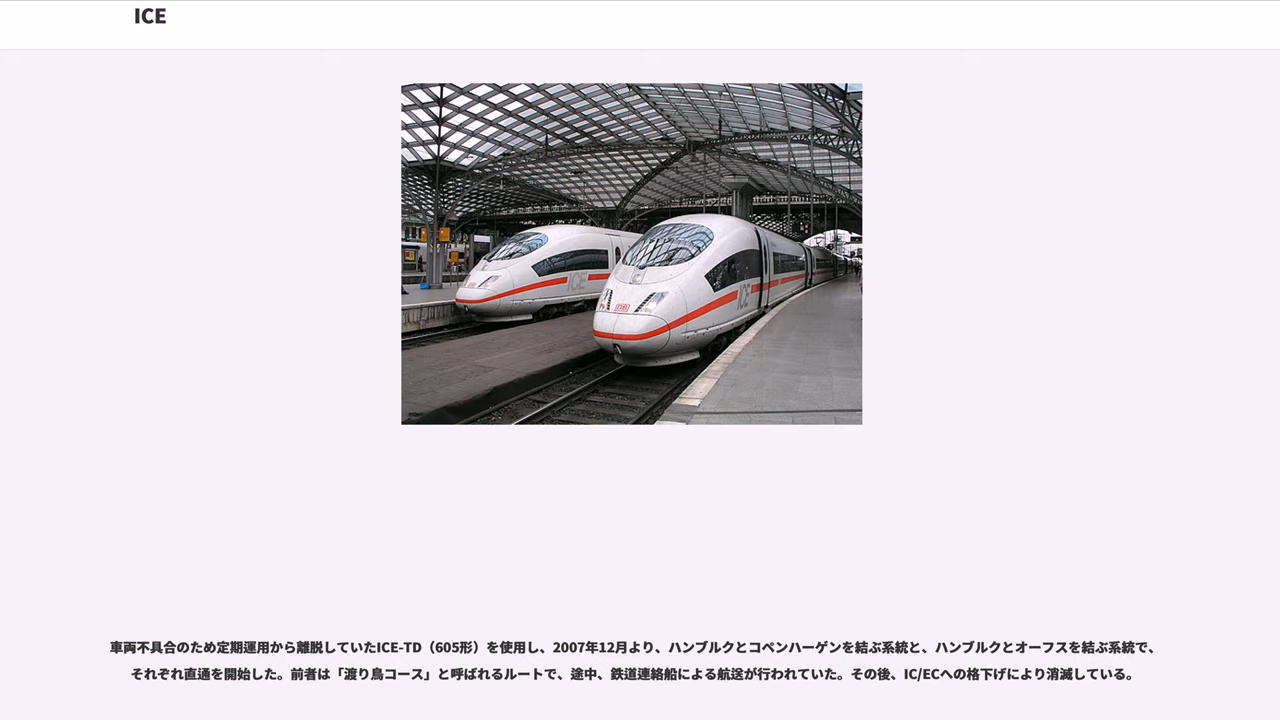 ICE
ICE
ICE
DB
車両不具合のため定期運用から離脱していたICE-TD（605形）を使用し、2007年12月より、ハンブルクとコペンハーゲンを結ぶ系統と、ハンブルクとオーフスを結ぶ系統で、
それぞれ直通を開始した。前者は「渡り鳥コース」と呼ばれるルートで、途中、鉄道連絡船による航送が行われていた。その後、IC/ECへの格下げにより消滅している。